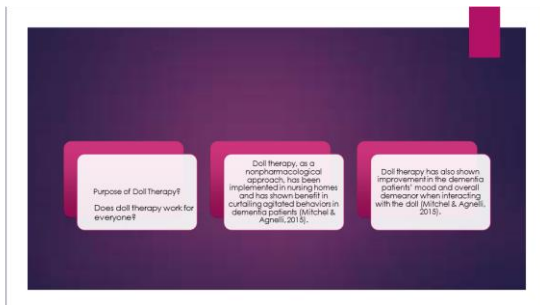 Purpose of Doll Therapy?
Does doll therapy work for
everyone?
Doll therapy, as a
nonpharmacological
approach, has been
implemented in nursing homes
and has shown benefit in
curtailing agitated behaviors in
dementia patients (Mitchel &
Agnelli, 2015)..
Doll therapy has also shown
improvement in the dementia
patients' mood and overall
demeanor when interacting
with the doll (Mitchel & Agnelli,
2015)..